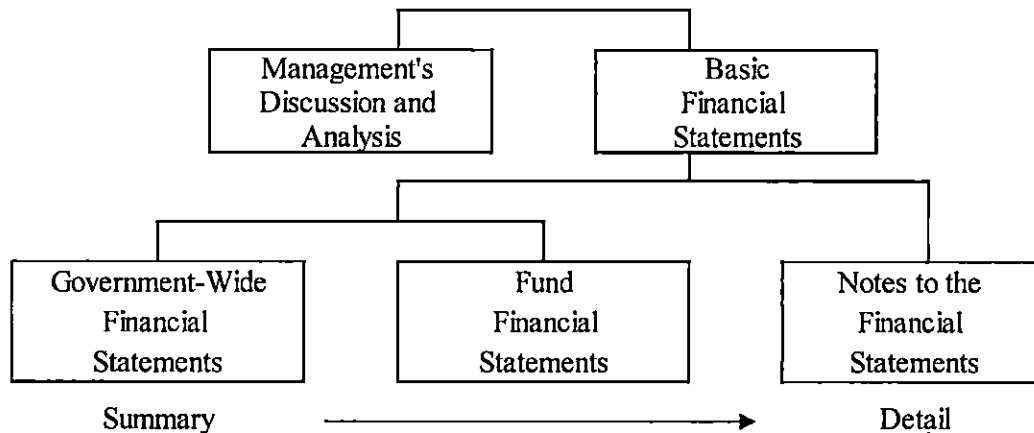 Management's
Discussion and
Analysis
Basic
Financial
Statements
Government-Wide
Financial
Statements
Fund
Financial
Statements
Notes to the
Financial
Statements
Summary
Detail